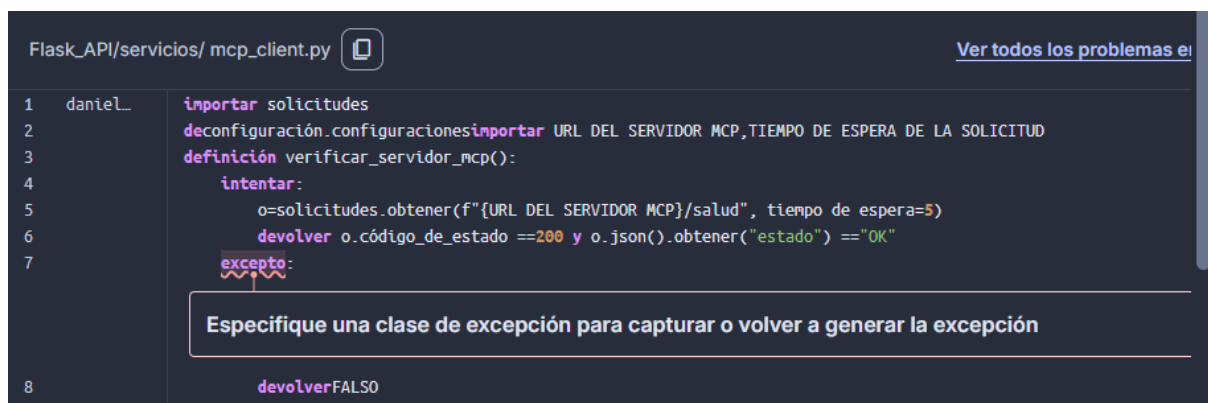 Flask_API/servicios/ mcp_client.py
Ver todos los problemas e
1 daniel… importar solicitudes
2 deconfiguración.configuracionesimportar URL DEL SERVIDOR MCP,TIEMPO DE ESPERA DE LA SOLICITUD
3 definición verificar_servidor_mcp():
4 intentar:
5 o=solicitudes.obtener(f"{URL DEL SERVIDOR MCP}/salud", tiempo de espera=5)
6 devolver o.código_de_estado ==200 y o.json().obtener("estado") =="OK"
7 excepto:
Especifique una clase de excepción para capturar o volver a generar la excepción
8 devolverFALSO